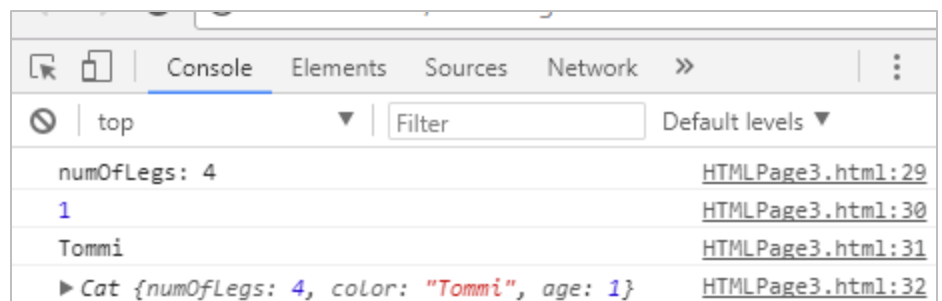 Console Elements Sources Network »
top Filter Default levels
numOfLegs: 4 HTMLPage3.html:29
1 HTMLPage3.html:30
Tommi HTMLPage3.html:31
Cat {numOfLegs: 4, color: "Tommi", age: 1} HTMLPage3.html:32